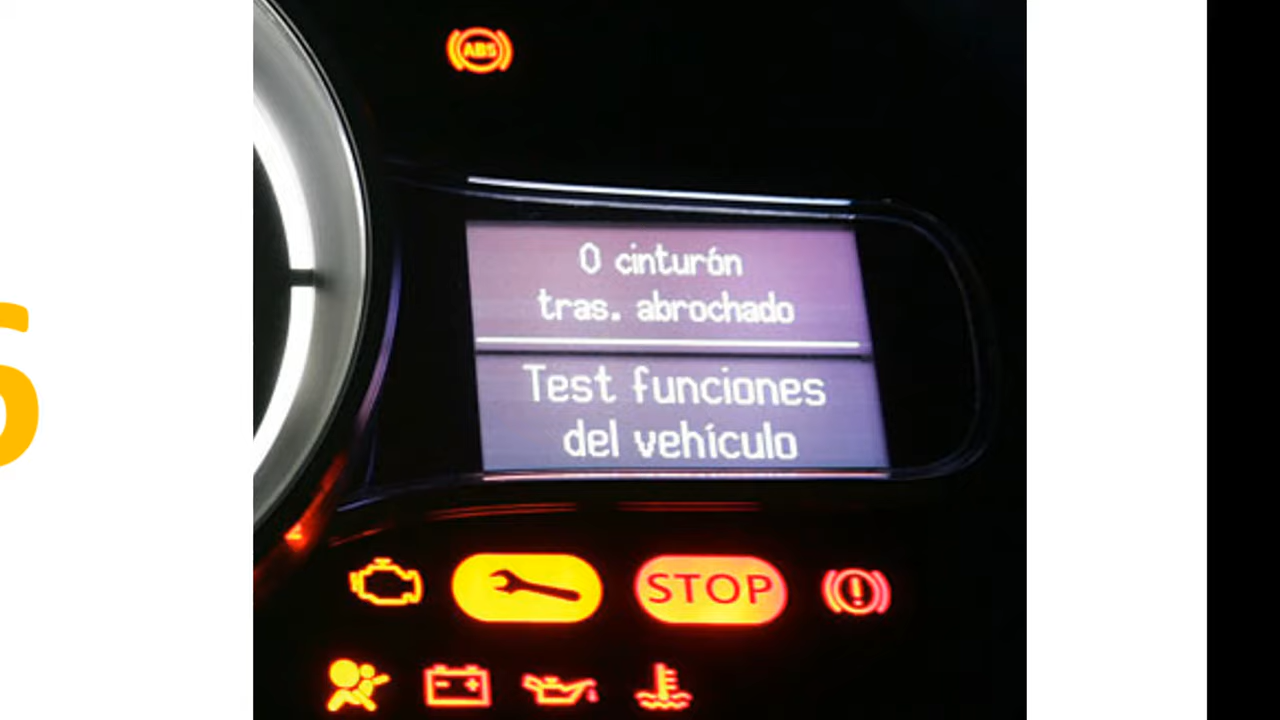 ABS
0 cinturón
tras. abrochado
Test funciones
del vehículo
STOP